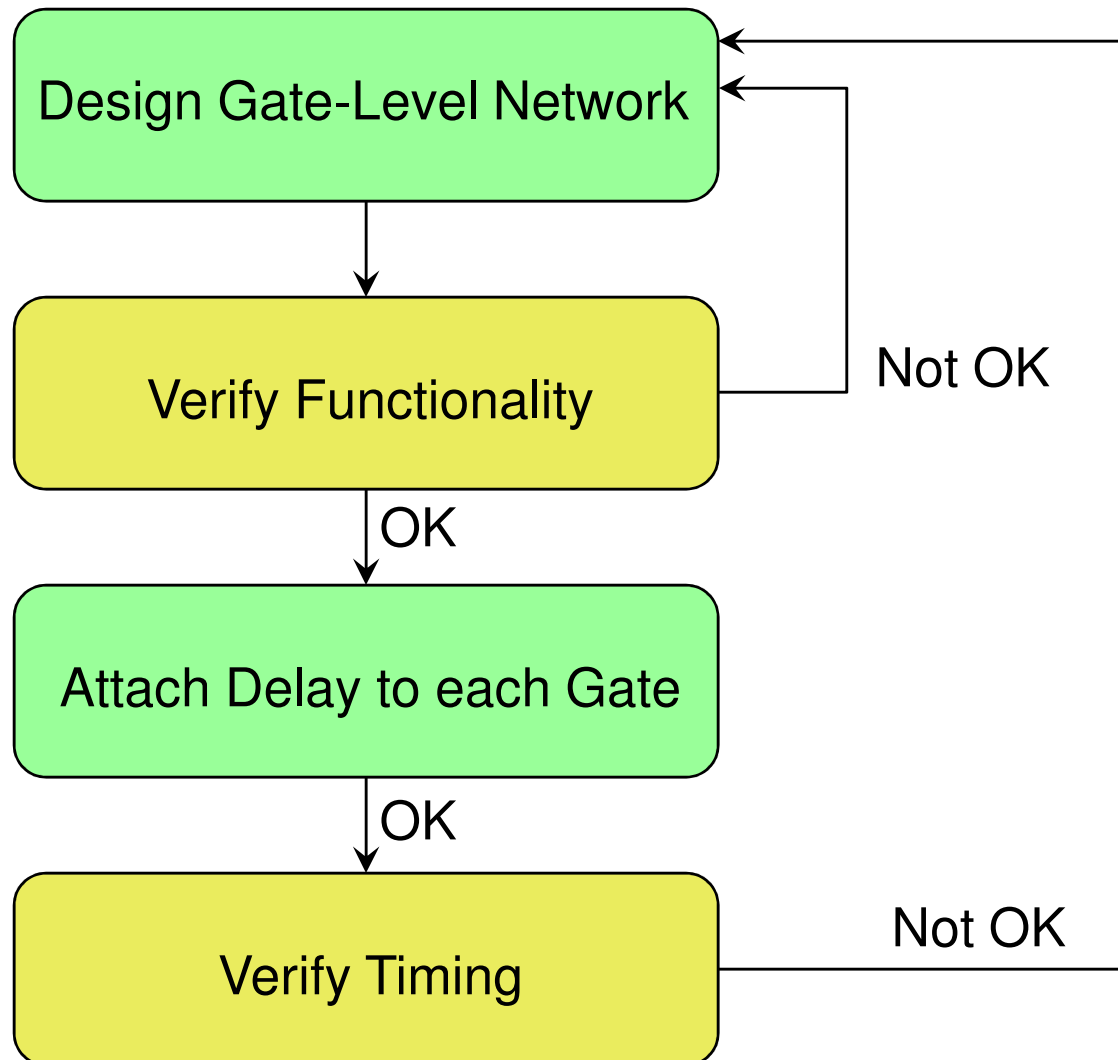 Design Gate-Level Network
Verify Functionality
Not OK
OK
Attach Delay to each Gate
OK
Verify Timing
Not OK